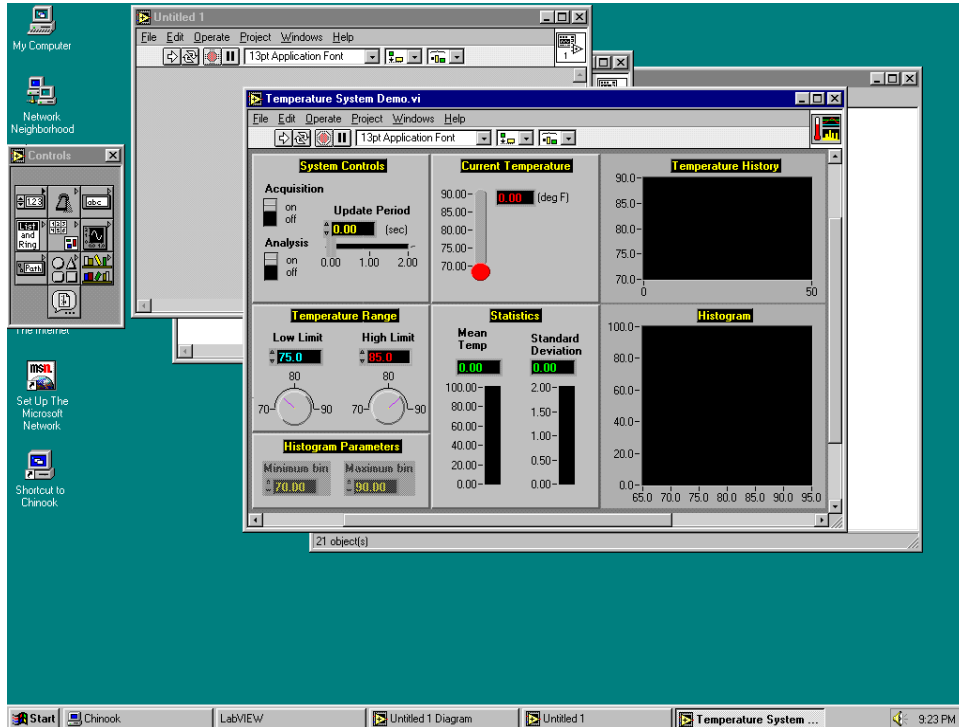 My Computer
Network
Neighborhood
The Internet
msn.
Set Up The
Microsoft
Network
Shortcut to
Chinook
Controls
1.23
abc
List
and
Ring
Path
Untitled 1
File Edit Operate Project Windows Help
13pt Application Font
1
Temperature System Demo.vi
File Edit Operate Project Windows Help
13pt Application Font
System Controls
Acquisition
on
off
Update Period
0.00 (sec)
0.00 1.00 2.00
Analysis
on
off
Current Temperature
0.00 (deg F)
90.00
85.00
80.00
75.00
70.00
Temperature History
90.0
85.0
80.0
75.0
70.0
0 50
Temperature Range
Low Limit High Limit
75.0 85.0
80 80
70 90 70 90
Histogram Parameters
Minimum bin Maximum bin
70.00 90.00
Statistics
Mean
Temp
Standard
Deviation
0.00 0.00
100.00
80.00
60.00
40.00
20.00
0.00
2.00
1.50
1.00
0.50
0.00
Histogram
100.0
80.0
60.0
40.0
20.0
0.0
65.0 70.0 75.0 80.0 85.0 90.0 95.0
21 object(s)
Start Chinook LabVIEW Untitled 1 Diagram Untitled 1 Temperature System ... 9:23 PM